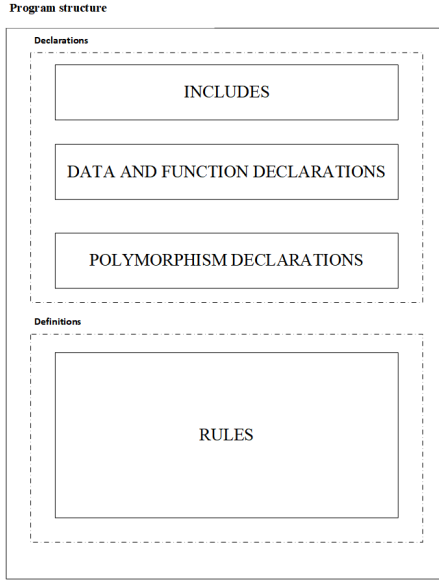 Program structure
Declarations
INCLUDES
DATA AND FUNCTION DECLARATIONS
POLYMORPHISM DECLARATIONS
Definitions
RULES